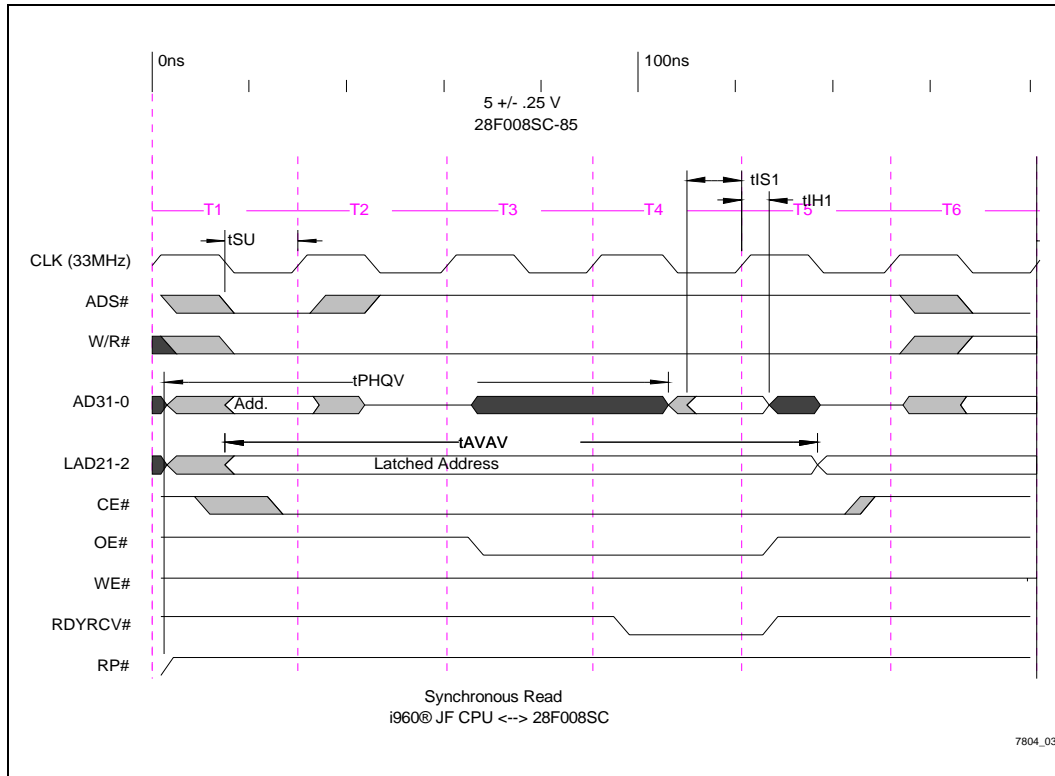 0ns 100ns
5 +/- .25 V
28F008SC-85
tIS1
tIH1
T1 T2 T3 T4 T5 T6
tSU
CLK (33MHz)
ADS#
W/R#
tPHQV
AD31-0 Add.
tAVAV
LAD21-2 Latched Address
CE#
OE#
WE#
RDYRCV#
RP#
Synchronous Read
i960® JF CPU <--> 28F008SC
7804_03